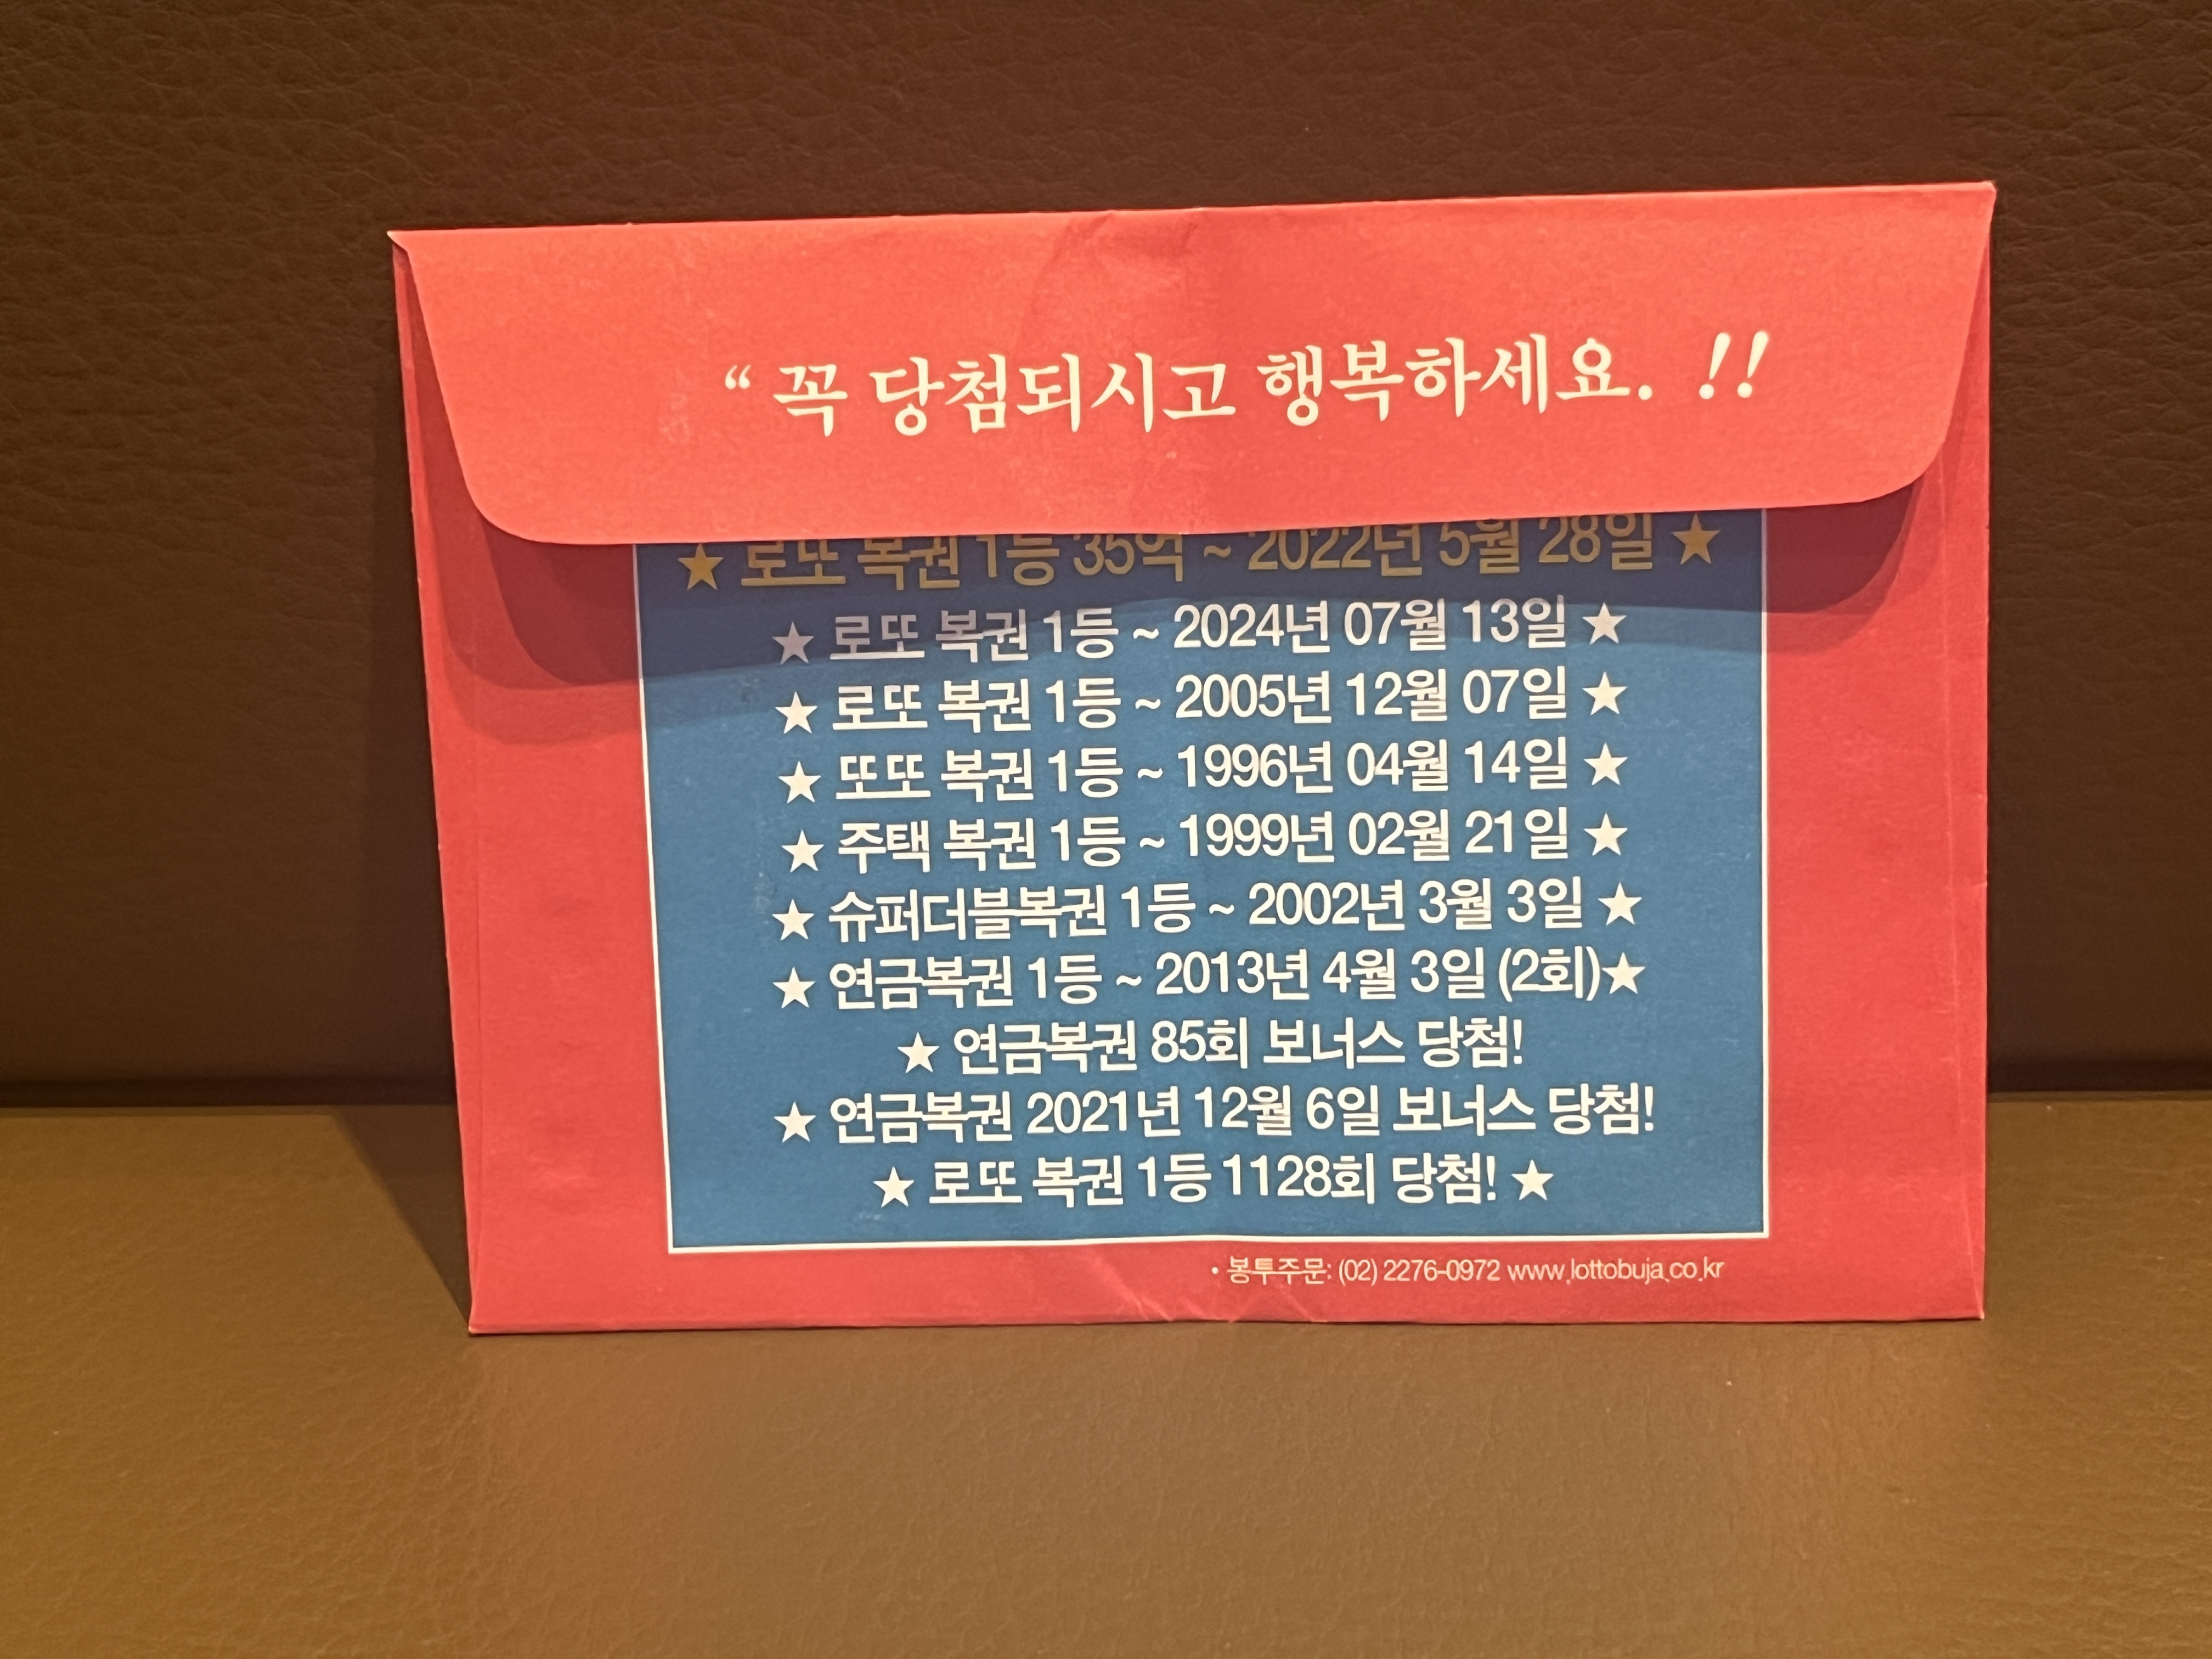 “ 꼭 당첨되시고 행복하세요. !!
★ 로또 복권 1등 35억 ~ 2022년 5월 28일 ★
★ 로또 복권 1등 ~ 2024년 07월 13일 ★
★ 로또 복권 1등 ~ 2005년 12월 07일 ★
★ 또또 복권 1등 ~ 1996년 04월 14일 ★
★ 주택 복권 1등 ~ 1999년 02월 21일 ★
★ 슈퍼더블복권 1등 ~ 2002년 3월 3일 ★
★ 연금복권 1등 ~ 2013년 4월 3일 (2회)★
★ 연금복권 85회 보너스 당첨!
★ 연금복권 2021년 12월 6일 보너스 당첨!
★ 로또 복권 1등 1128회 당첨! ★
• 봉투주문: (02) 2276-0972 www.lottobuja.co.kr